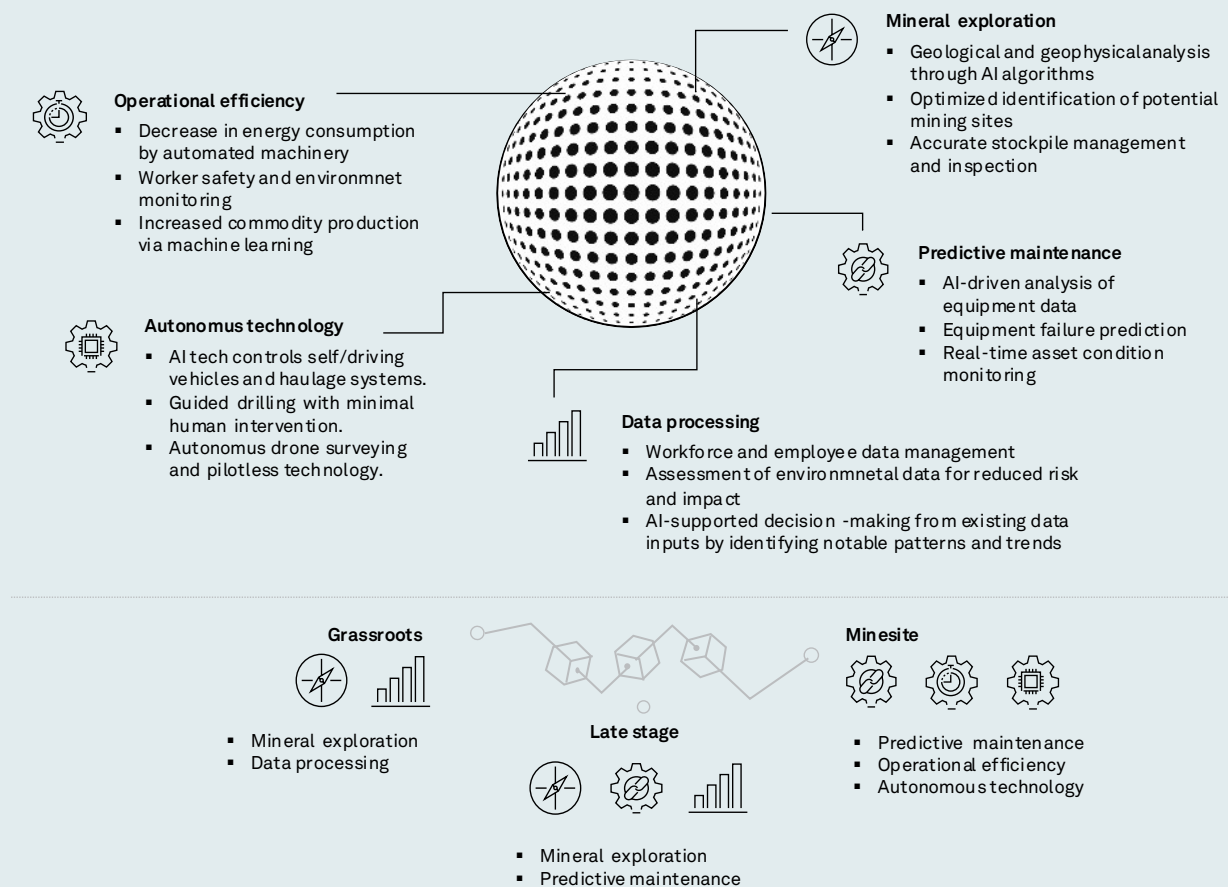 Mineral exploration
▪ Geological and geophysical analysis
through AI algorithms
▪ Optimized identification of potential
mining sites
▪ Accurate stockpile management
and inspection
Operational efficiency
▪ Decrease in energy consumption
by automated machinery
▪ Worker safety and environmnet
monitoring
▪ Increased commodity production
via machine learning
Predictive maintenance
▪ AI-driven analysis of
equipment data
▪ Equipment failure prediction
▪ Real-time asset condition
monitoring
Autonomus technology
▪ AI tech controls self/driving
vehicles and haulage systems.
▪ Guided drilling with minimal
human intervention.
▪ Autonomus drone surveying
and pilotless technology.
Data processing
▪ Workforce and employee data management
▪ Assessment of environmnetal data for reduced risk
and impact
▪ AI-supported decision -making from existing data
inputs by identifying notable patterns and trends
Grassroots
▪ Mineral exploration
▪ Data processing
Late stage
▪ Mineral exploration
▪ Predictive maintenance
Minesite
▪ Predictive maintenance
▪ Operational efficiency
▪ Autonomous technology